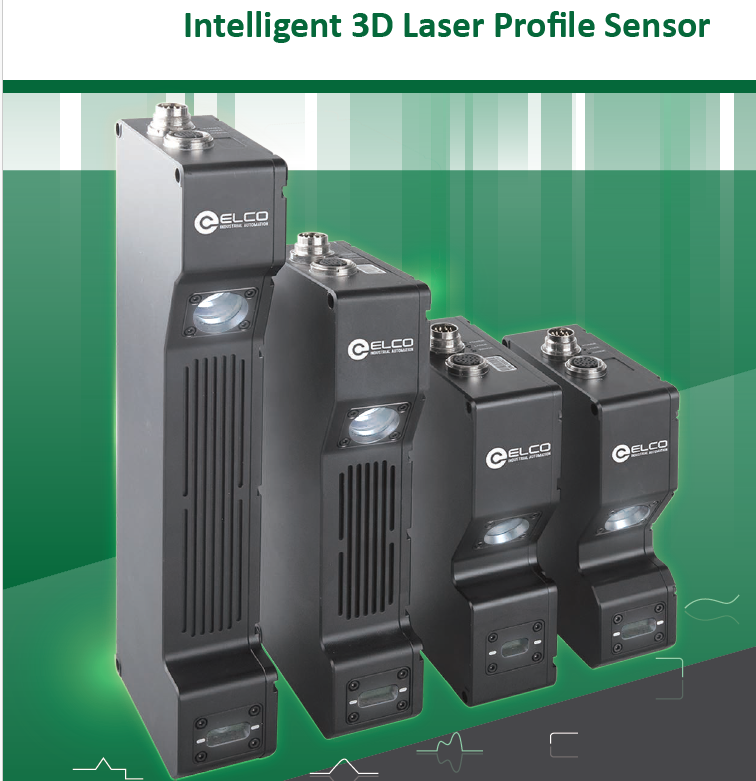 Intelligent 3D Laser Profile Sensor
ELCO
INDUSTRIAL AUTOMATION
ELCO
INDUSTRIAL AUTOMATION
ELCO
INDUSTRIAL AUTOMATION
ELCO
INDUSTRIAL AUTOMATION